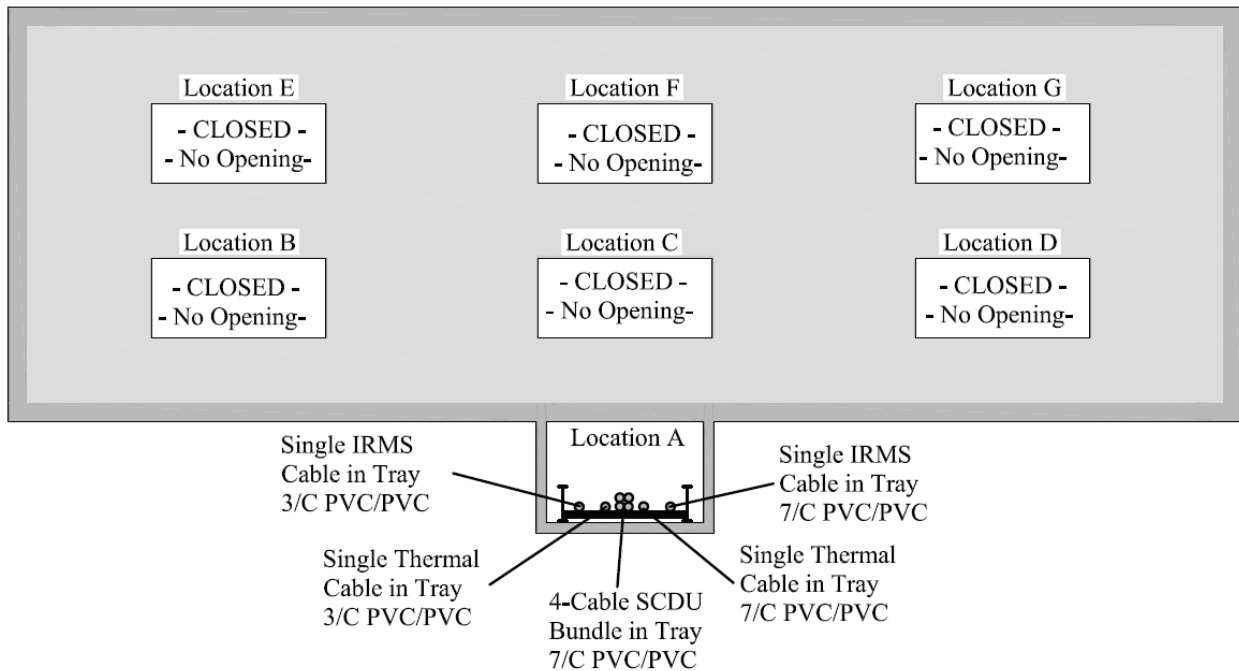 Location E
- CLOSED -
- No Opening-
Location F
- CLOSED -
- No Opening-
Location G
- CLOSED -
- No Opening-
Location B
- CLOSED -
- No Opening-
Location C
- CLOSED -
- No Opening-
Location D
- CLOSED -
- No Opening-
Location A
Single IRMS
Cable in Tray
3/C PVC/PVC
Single IRMS
Cable in Tray
7/C PVC/PVC
Single Thermal
Cable in Tray
3/C PVC/PVC
4-Cable SCDU
Bundle in Tray
7/C PVC/PVC
Single Thermal
Cable in Tray
7/C PVC/PVC